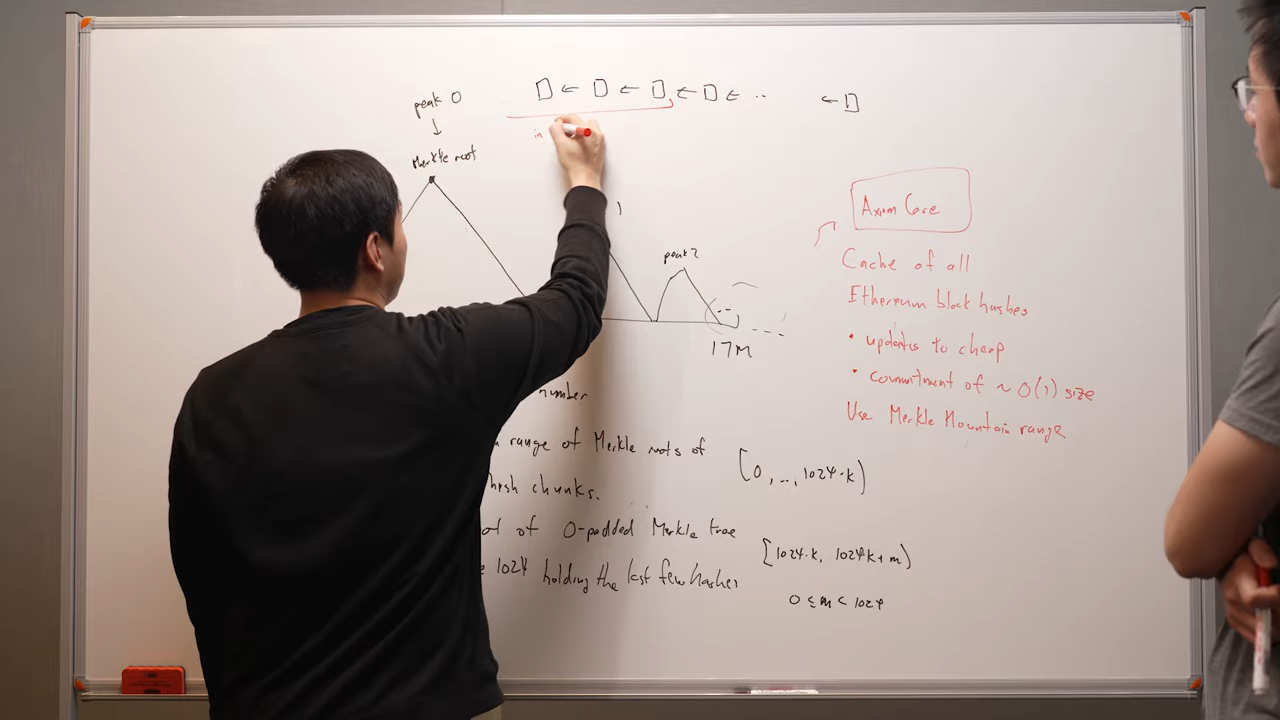 peak 0
Merkle root
in
peak 2
17M
number
range of Merkle roots of
[0, .., 1024·k)
hash chunks.
of 0-padded Merkle tree
[1024·k, 1024k+m)
1024 holding the last few hashes
0 ≤ m < 1024
Axiom Core
Cache of all
Ethereum block hashes
• updates to cheap
• commitment of ~ O(1) size
Use Merkle Mountain range